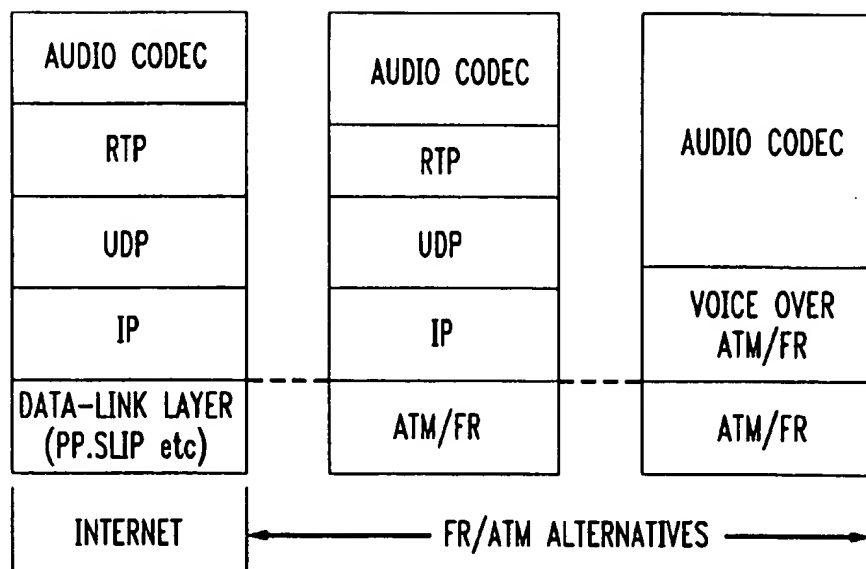 AUDIO CODEC
RTP
UDP
IP
DATA-LINK LAYER
(PP.SLIP etc)
INTERNET
AUDIO CODEC
RTP
UDP
IP
ATM/FR
AUDIO CODEC
VOICE OVER
ATM/FR
ATM/FR
FR/ATM ALTERNATIVES